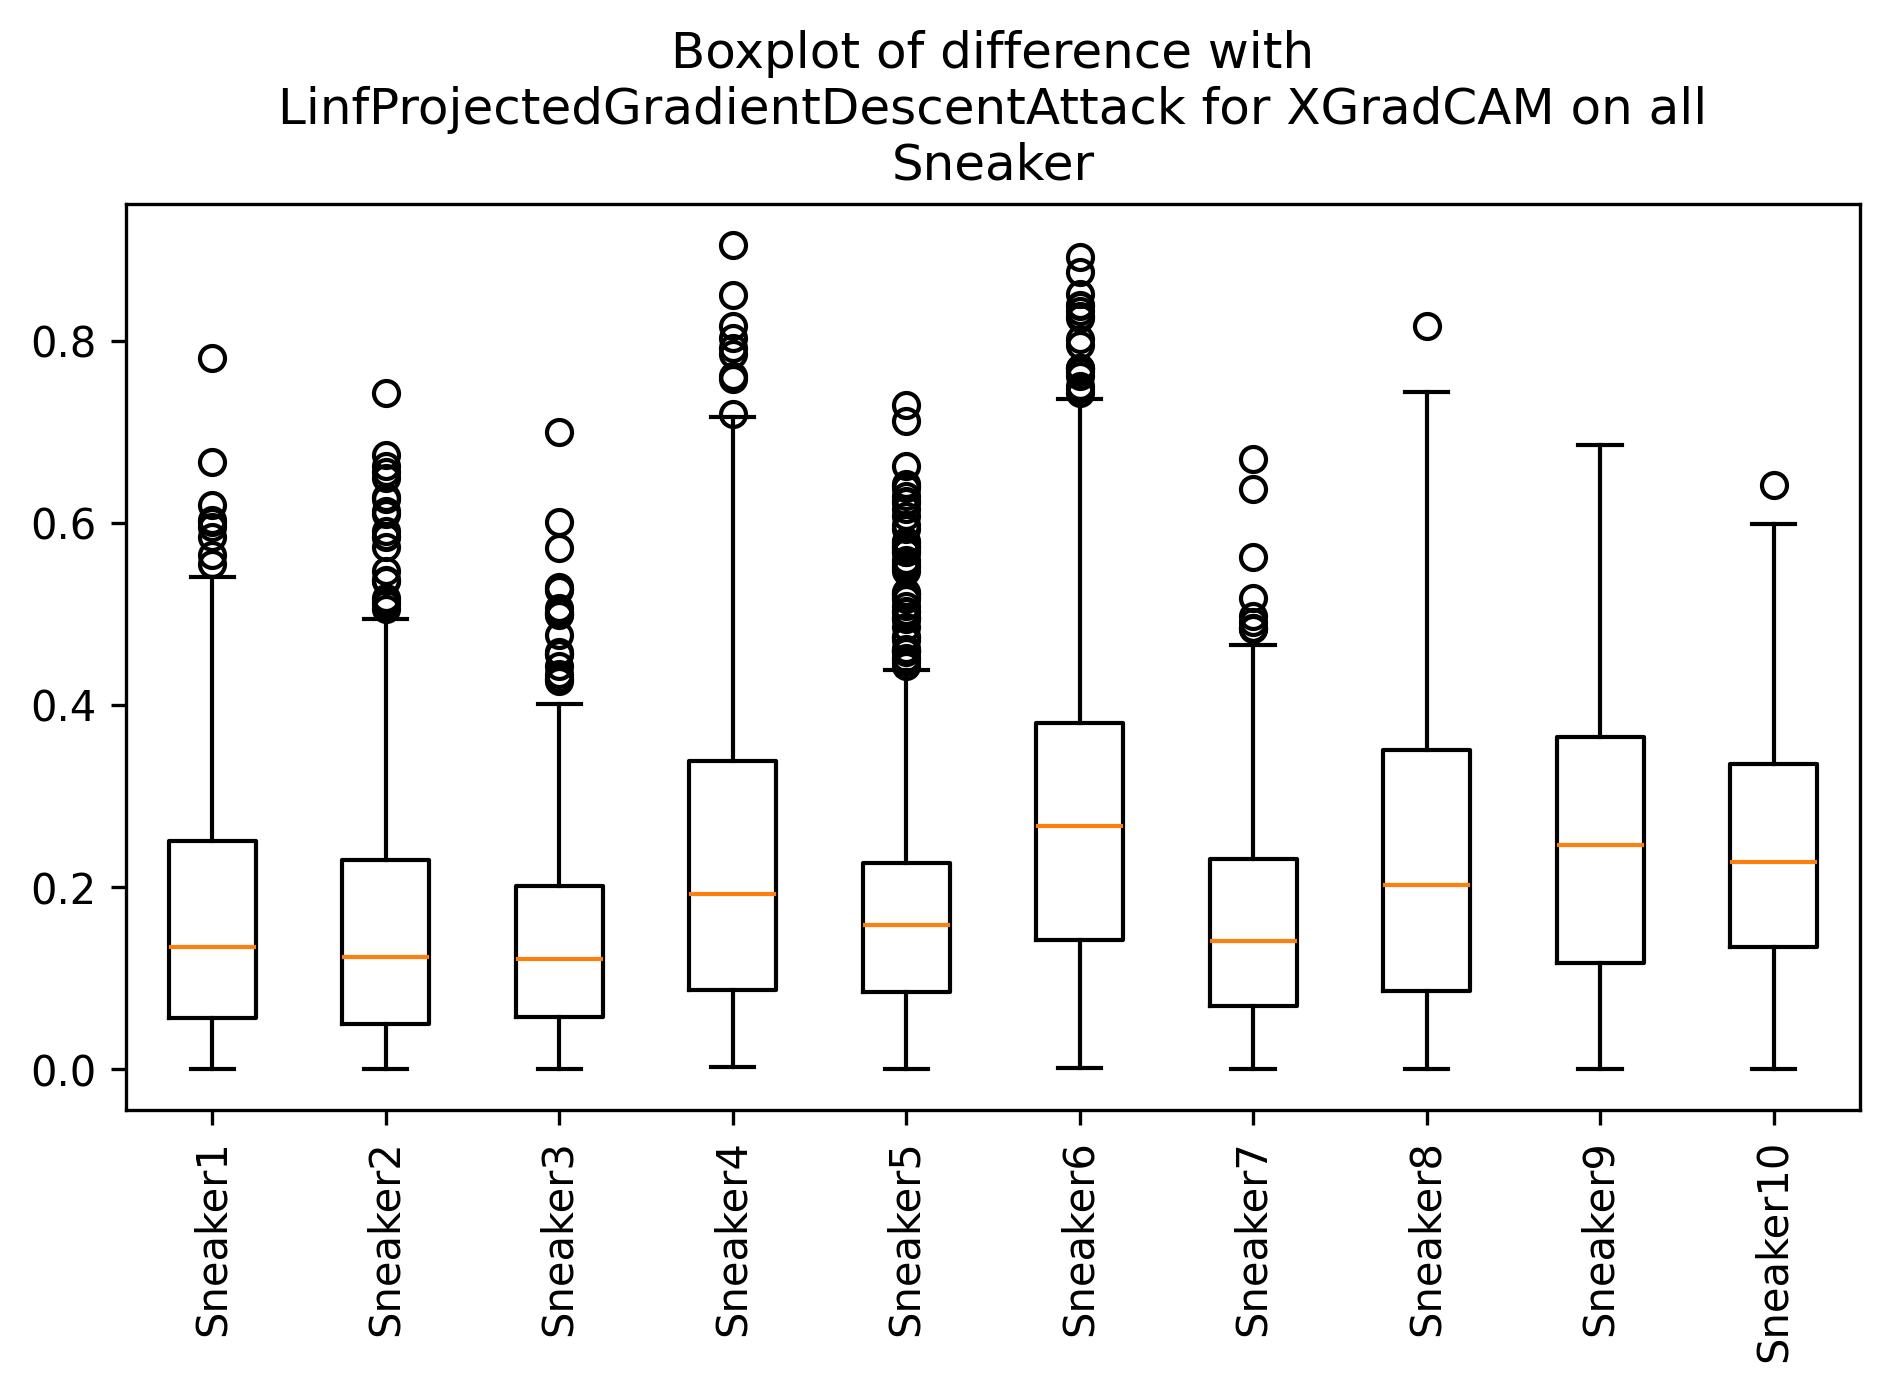 Boxplot of difference with
LinfProjectedGradientDescentAttack for XGradCAM on all
Sneaker
0.8
0.6
0.4
0.2
0.0
Sneaker1
Sneaker2
Sneaker3
Sneaker4
Sneaker5
Sneaker6
Sneaker7
Sneaker8
Sneaker9
Sneaker10